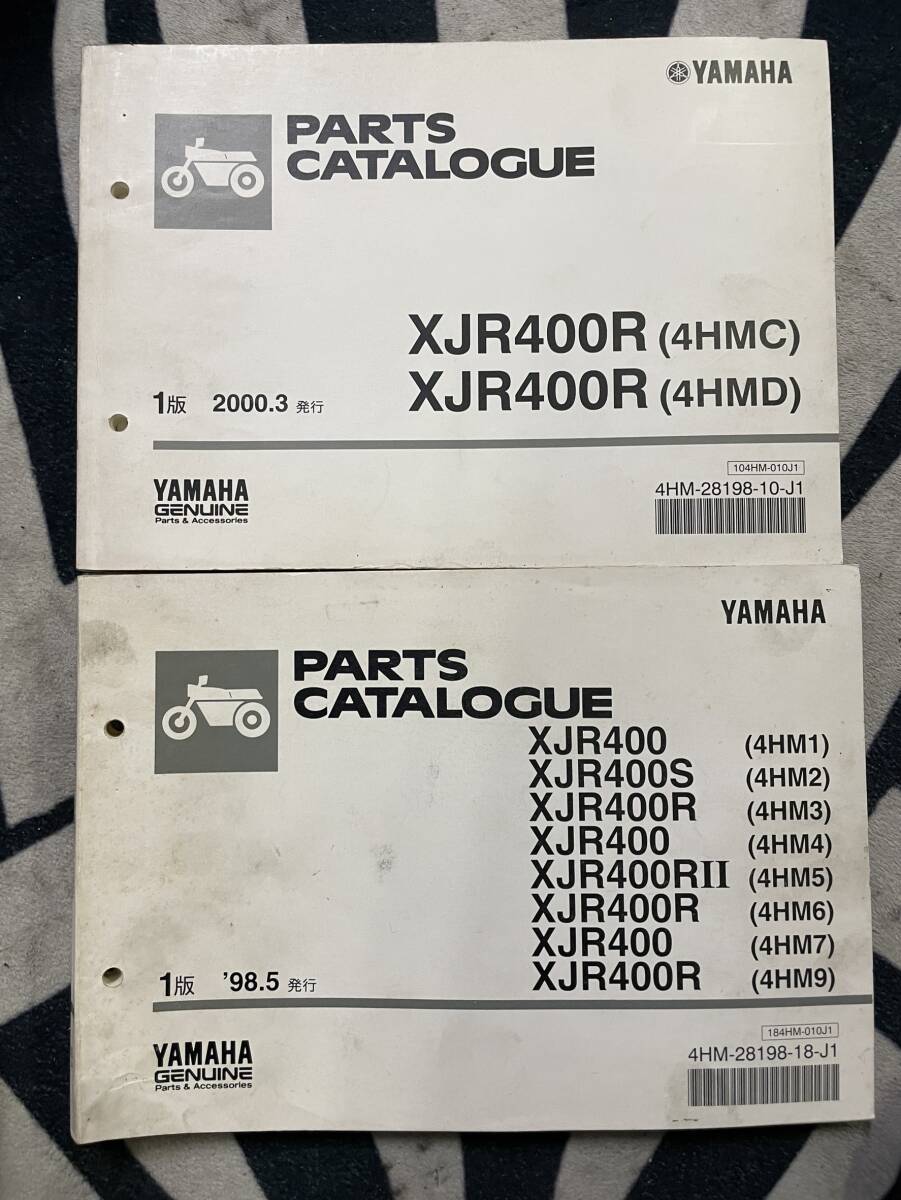 YAMAHA
PARTS
CATALOGUE
XJR400R (4HMC)
XJR400R (4HMD)
1版 2000.3 発行
104HM-010J1
4HM-28198-10-J1
YAMAHA
GENUINE
Parts & Accessories
YAMAHA
PARTS
CATALOGUE
XJR400 (4HM1)
XJR400S (4HM2)
XJR400R (4HM3)
XJR400 (4HM4)
XJR400RII (4HM5)
XJR400R (4HM6)
XJR400 (4HM7)
XJR400R (4HM9)
1版 ’98.5 発行
184HM-010J1
4HM-28198-18-J1
YAMAHA
GENUINE
Parts & Accessories